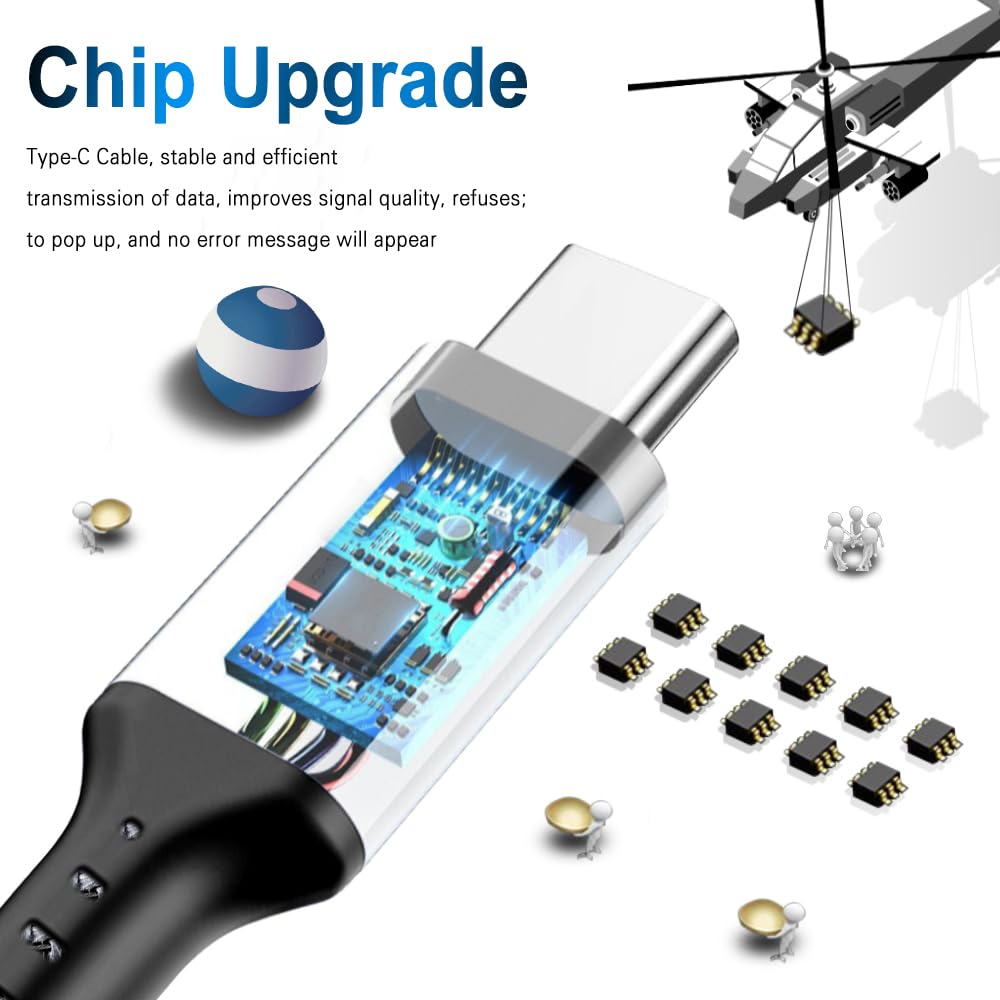 Chip Upgrade
Type-C Cable, stable and efficient
transmission of data, improves signal quality, refuses;
to pop up, and no error message will appear